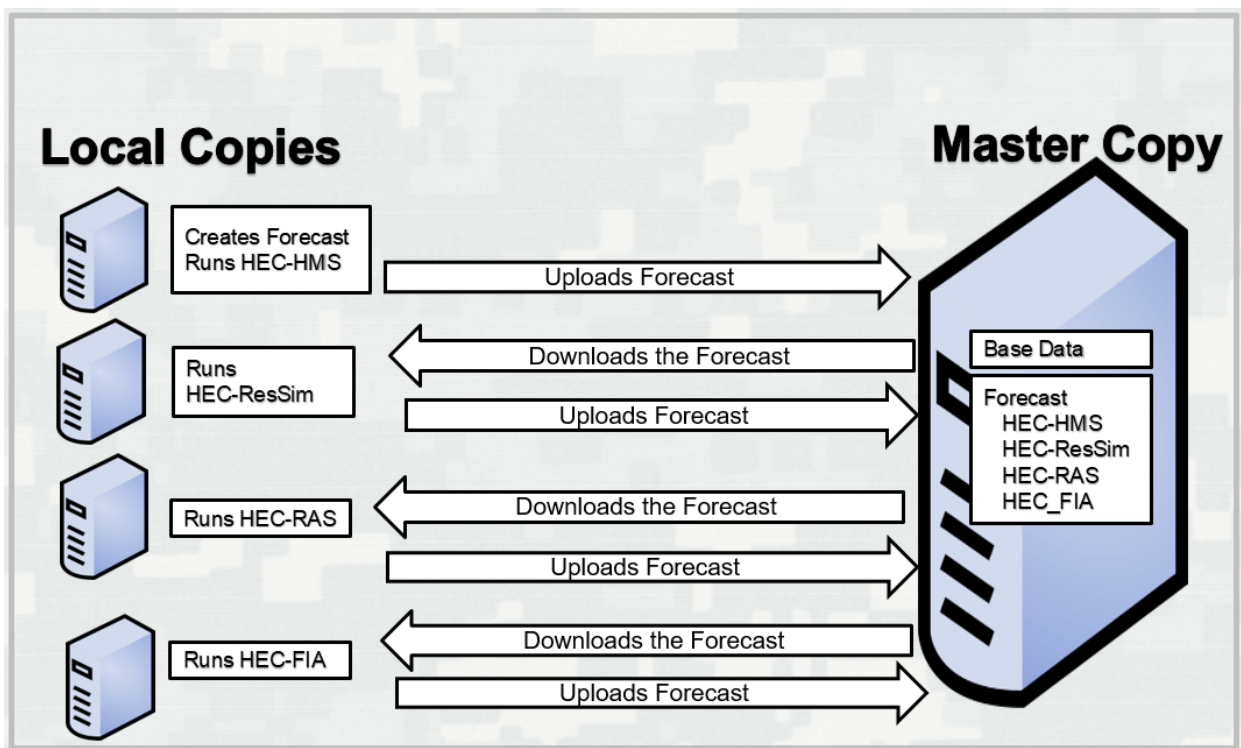 Local Copies
Master Copy
Creates Forecast
Runs HEC-HMS
Uploads Forecast
Runs
HEC-ResSim
Downloads the Forecast
Uploads Forecast
Runs HEC-RAS
Downloads the Forecast
Uploads Forecast
Runs HEC-FIA
Downloads the Forecast
Uploads Forecast
Base Data
Forecast
HEC-HMS
HEC-ResSim
HEC-RAS
HEC_FIA